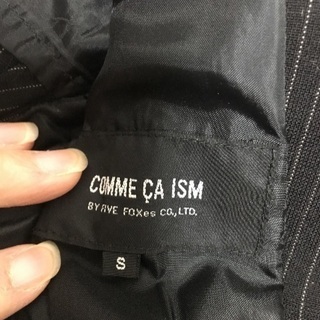 COMME ÇA ISM
BY FIVE FOXes CO.,LTD.
S